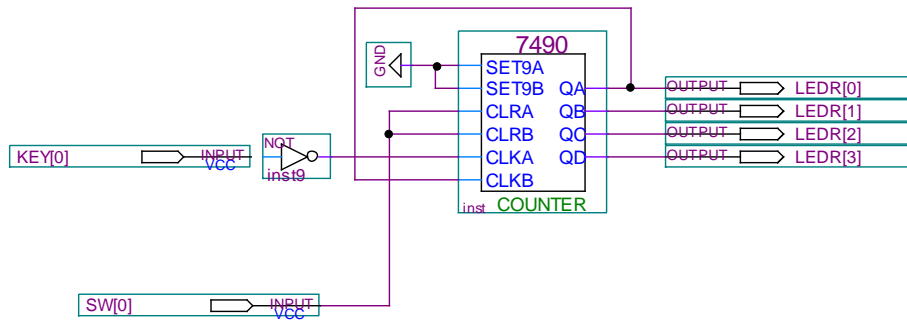 7490
GND
SET9A
SET9B QA OUTPUT LEDR[0]
CLRA QB OUTPUT LEDR[1]
CLRB QC OUTPUT LEDR[2]
KEY[0] INPUT VCC NOT inst9 CLKA QD OUTPUT LEDR[3]
CLKB
inst COUNTER
SW[0] INPUT
VCC